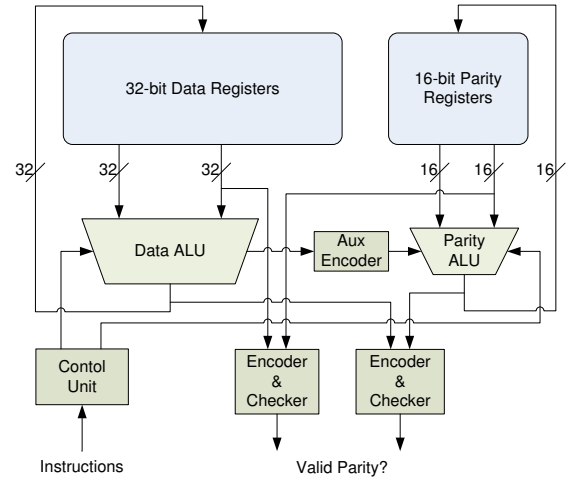 32-bit Data Registers
16-bit Parity
Registers
32
32
32
16
16
16
Data ALU
Aux
Encoder
Parity
ALU
Contol
Unit
Encoder
&
Checker
Encoder
&
Checker
Instructions
Valid Parity?